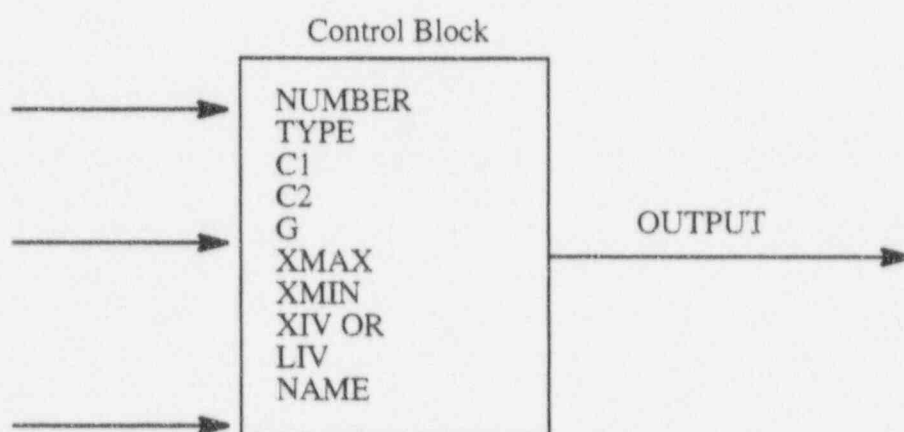 Control Block
NUMBER
TYPE
C1
C2
G
XMAX
XMIN
XIV OR
LIV
NAME
OUTPUT